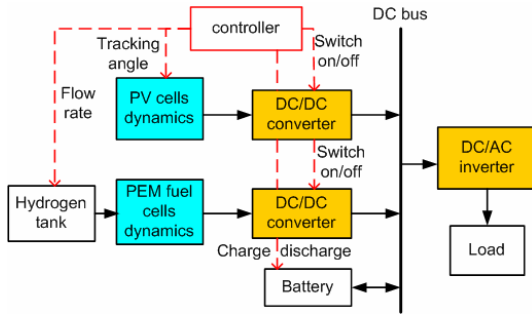 controller
DC bus
Tracking
angle
Switch
on/off
Flow
rate
PV cells
dynamics
DC/DC
converter
DC/AC
inverter
Switch
on/off
Hydrogen
tank
PEM fuel
cells
dynamics
DC/DC
converter
Load
Charge discharge
Battery